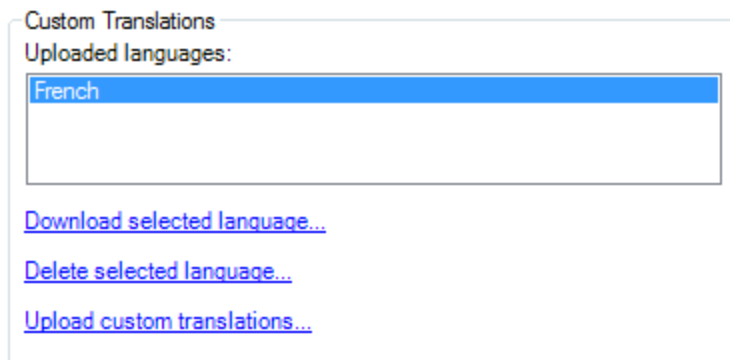 Custom Translations
Uploaded languages:
French
Download selected language...
Delete selected language...
Upload custom translations...